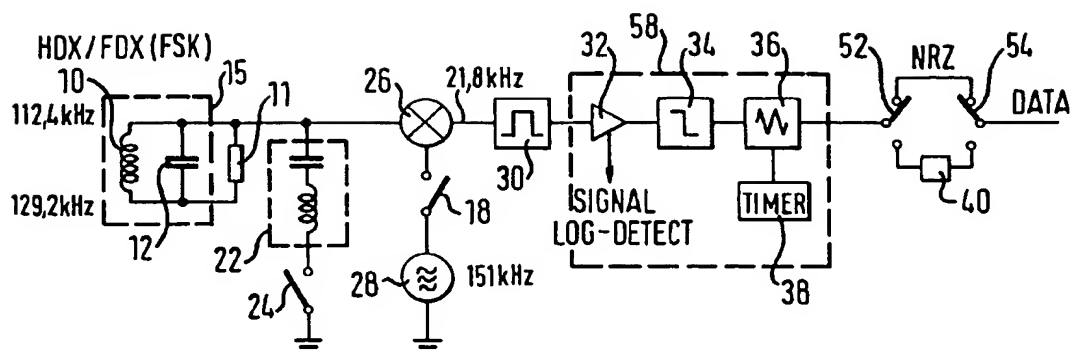 HDX/FDX (FSK)
10
15
11
112,4kHz
129,2kHz
12
22
24
26
21,8kHz
18
28
151kHz
30
32
58
34
36
SIGNAL
LOG-DETECT
TIMER
38
52
NRZ
54
DATA
40